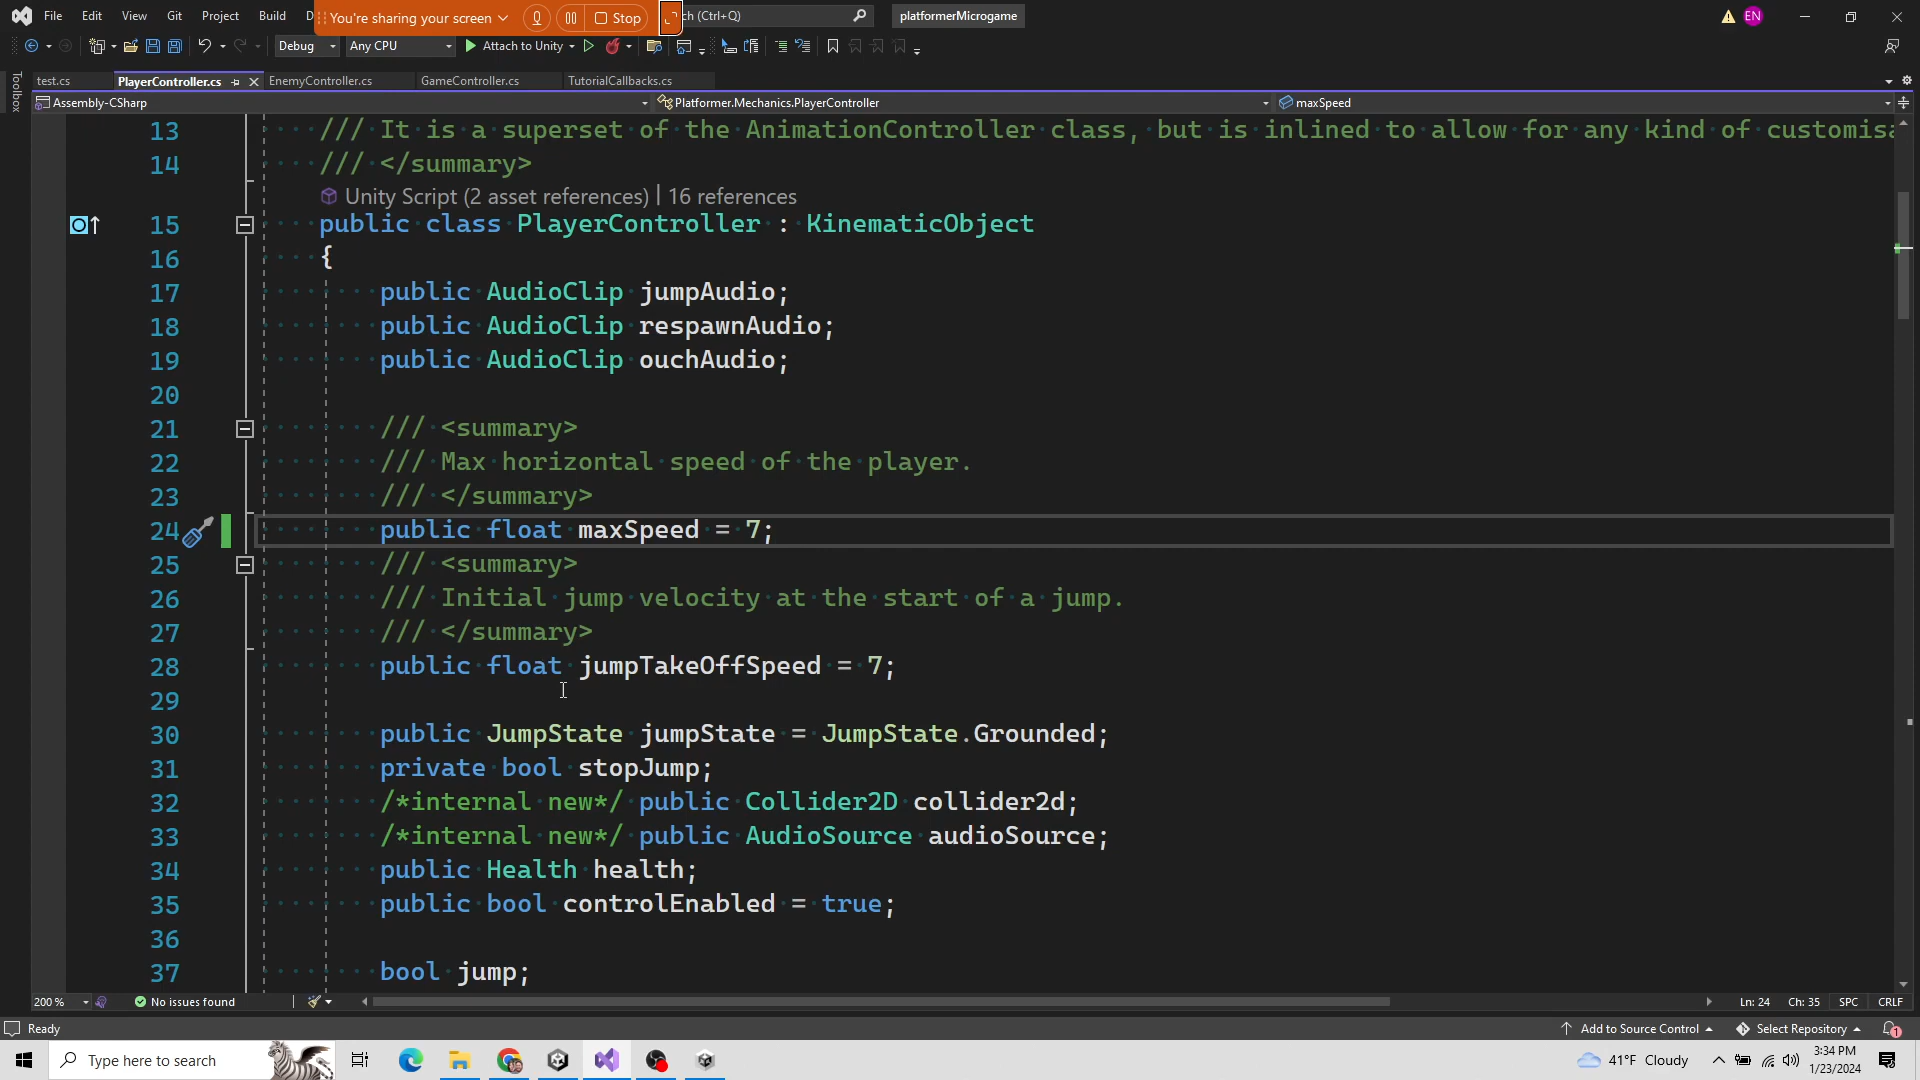 File Edit View Git Project Build D
You're sharing your screen Stop
ch (Ctrl+Q)
platformerMicrogame
EN
Debug Any CPU Attach to Unity
test.cs PlayerController.cs EnemyController.cs GameController.cs TutorialCallbacks.cs
Toolbox
Assembly-CSharp Platformer.Mechanics.PlayerController maxSpeed
13 /// It is a superset of the AnimationController class, but is inlined to allow for any kind of customisa
14 /// </summary>
Unity Script (2 asset references) | 16 references
15 public class PlayerController : KinematicObject
16 {
17 public AudioClip jumpAudio;
18 public AudioClip respawnAudio;
19 public AudioClip ouchAudio;
20
21 /// <summary>
22 /// Max horizontal speed of the player.
23 /// </summary>
24 public float maxSpeed = 7;
25 /// <summary>
26 /// Initial jump velocity at the start of a jump.
27 /// </summary>
28 public float jumpTakeOffSpeed = 7;
29
30 public JumpState jumpState = JumpState.Grounded;
31 private bool stopJump;
32 /*internal new*/ public Collider2D collider2d;
33 /*internal new*/ public AudioSource audioSource;
34 public Health health;
35 public bool controlEnabled = true;
36
37 bool jump;
200 % No issues found Ln: 24 Ch: 35 SPC CRLF
Ready Add to Source Control Select Repository 1
Type here to search 41°F Cloudy 3:34 PM
1/23/2024